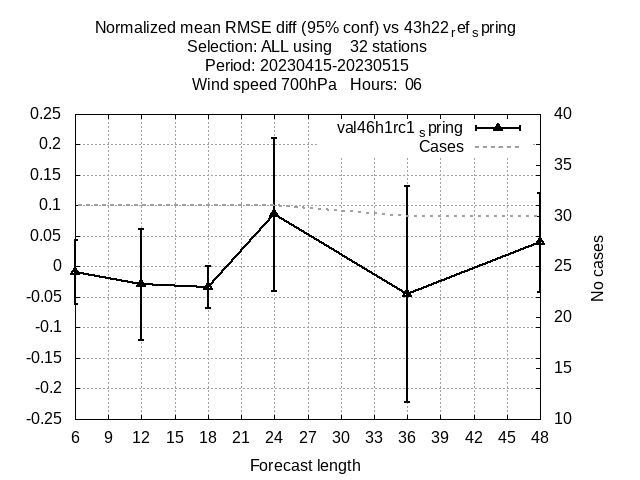 Normalized mean RMSE diff (95% conf) vs 43h22refspring
Selection: ALL using 32 stations
Period: 20230415-20230515
Wind speed 700hPa Hours: 06
val46h1rc1spring
Cases
0.25
0.2
0.15
0.1
0.05
0
-0.05
-0.1
-0.15
-0.2
-0.25
40
35
30
25
20
15
10
No cases
6 9 12 15 18 21 24 27 30 33 36 39 42 45 48
Forecast length